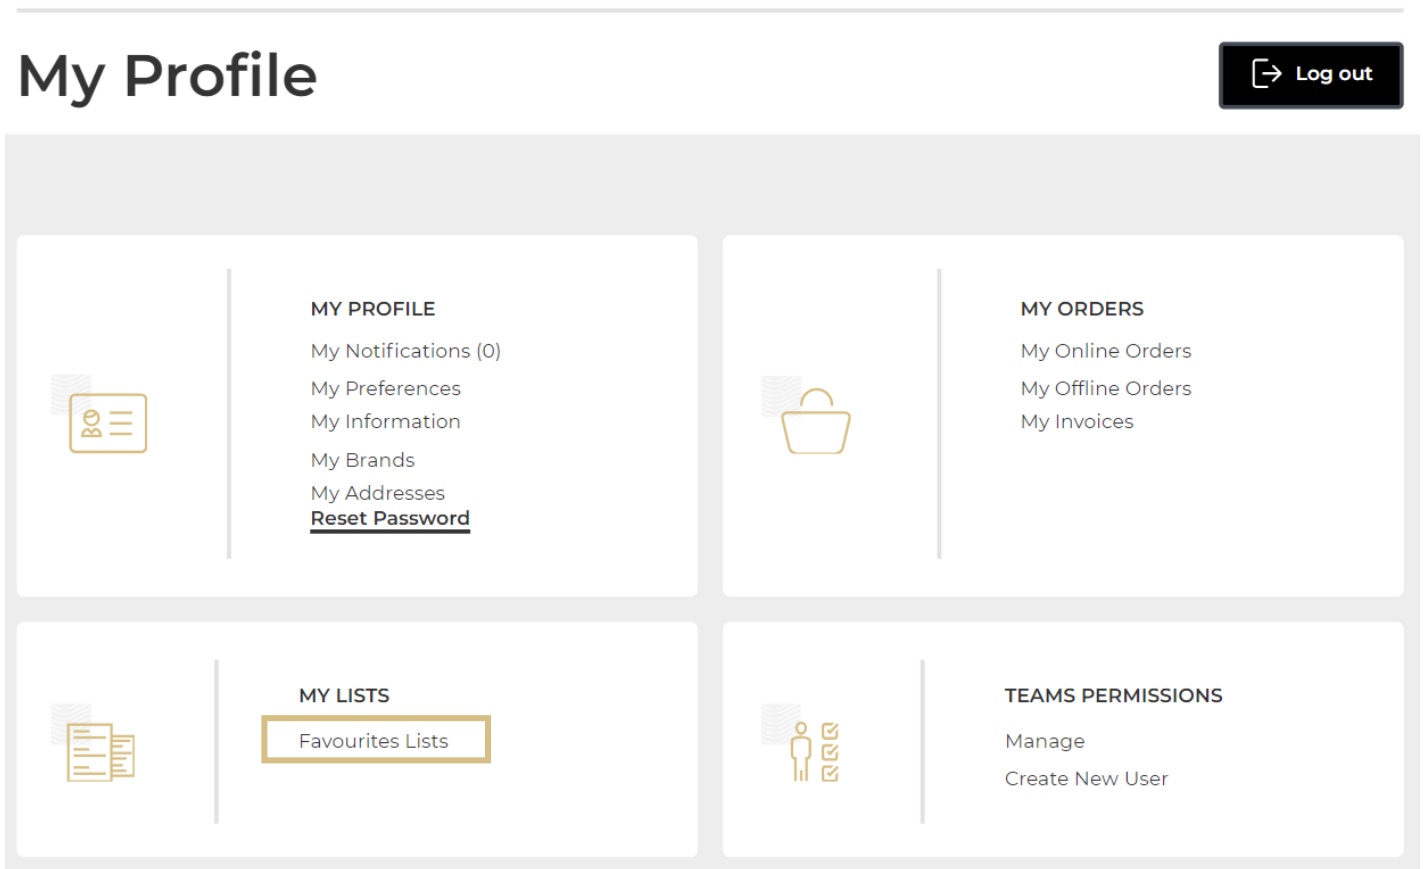 My Profile
Log out
MY PROFILE
My Notifications (0)
My Preferences
My Information
My Brands
My Addresses
Reset Password
MY ORDERS
My Online Orders
My Offline Orders
My Invoices
MY LISTS
Favourites Lists
TEAMS PERMISSIONS
Manage
Create New User